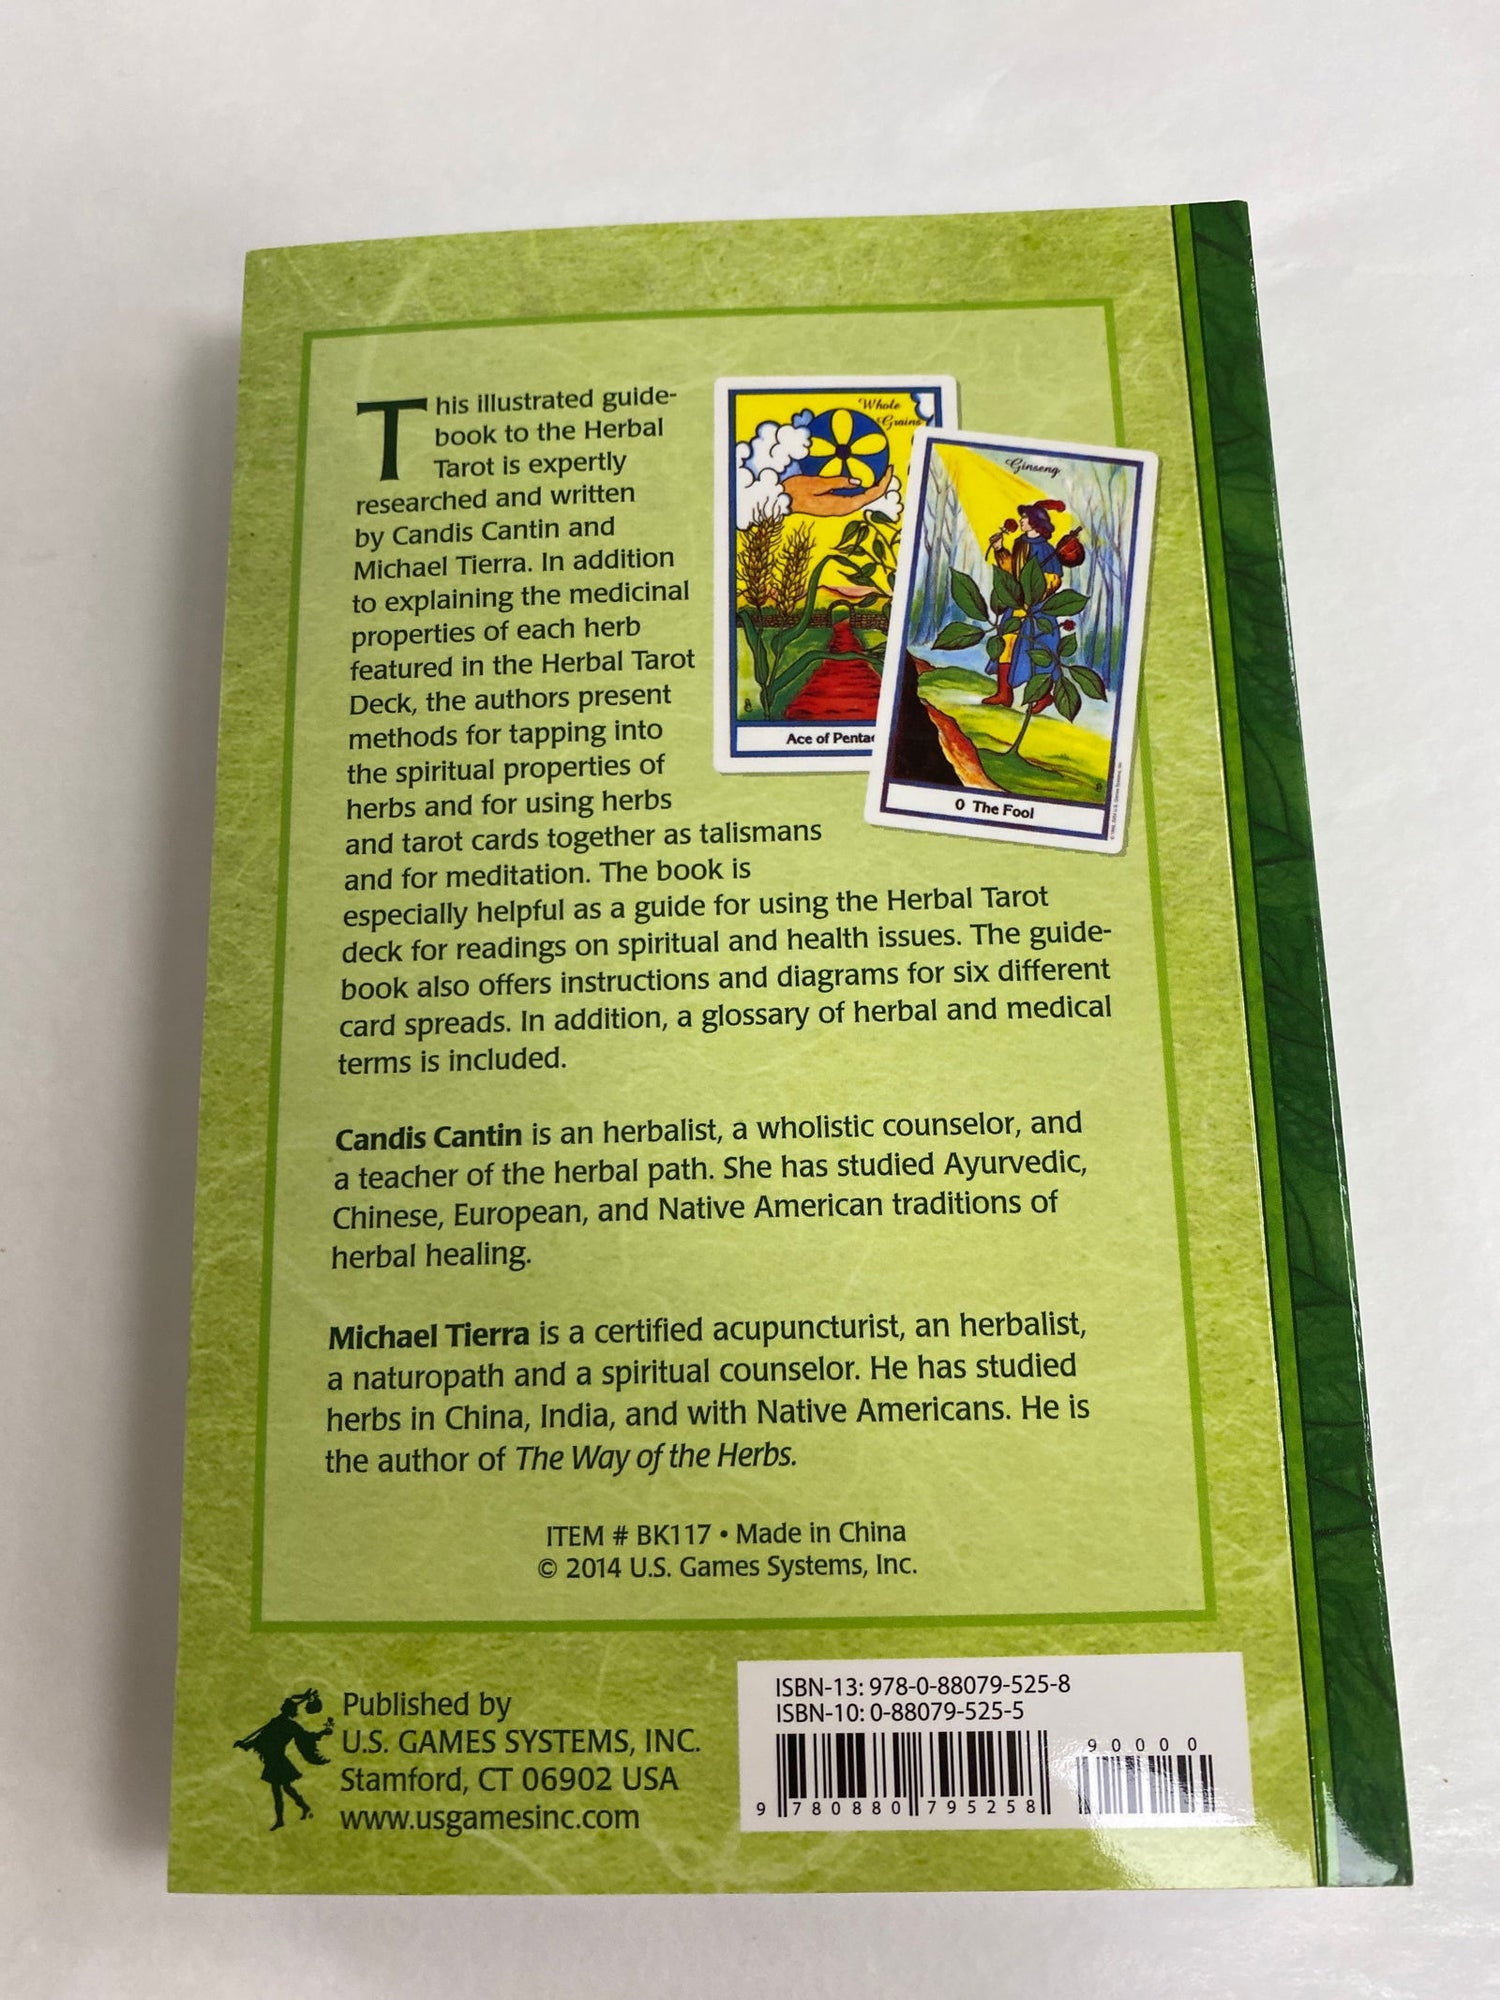 This illustrated guide-
book to the Herbal
Tarot is expertly
researched and written
by Candis Cantin and
Michael Tierra. In addition
to explaining the medicinal
properties of each herb
featured in the Herbal Tarot
Deck, the authors present
methods for tapping into
the spiritual properties of
herbs and for using herbs
and tarot cards together as talismans
and for meditation. The book is
especially helpful as a guide for using the Herbal Tarot
deck for readings on spiritual and health issues. The guide-
book also offers instructions and diagrams for six different
card spreads. In addition, a glossary of herbal and medical
terms is included.
Whole
Grains
Ace of Pentac
Ginseng
0 The Fool
Candis Cantin is an herbalist, a wholistic counselor, and
a teacher of the herbal path. She has studied Ayurvedic,
Chinese, European, and Native American traditions of
herbal healing.
Michael Tierra is a certified acupuncturist, an herbalist,
a naturopath and a spiritual counselor. He has studied
herbs in China, India, and with Native Americans. He is
the author of The Way of the Herbs.
ITEM # BK117 • Made in China
© 2014 U.S. Games Systems, Inc.
Published by
U.S. GAMES SYSTEMS, INC.
Stamford, CT 06902 USA
www.usgamesinc.com
ISBN-13: 978-0-88079-525-8
ISBN-10: 0-88079-525-5
90000
9 780880 795258